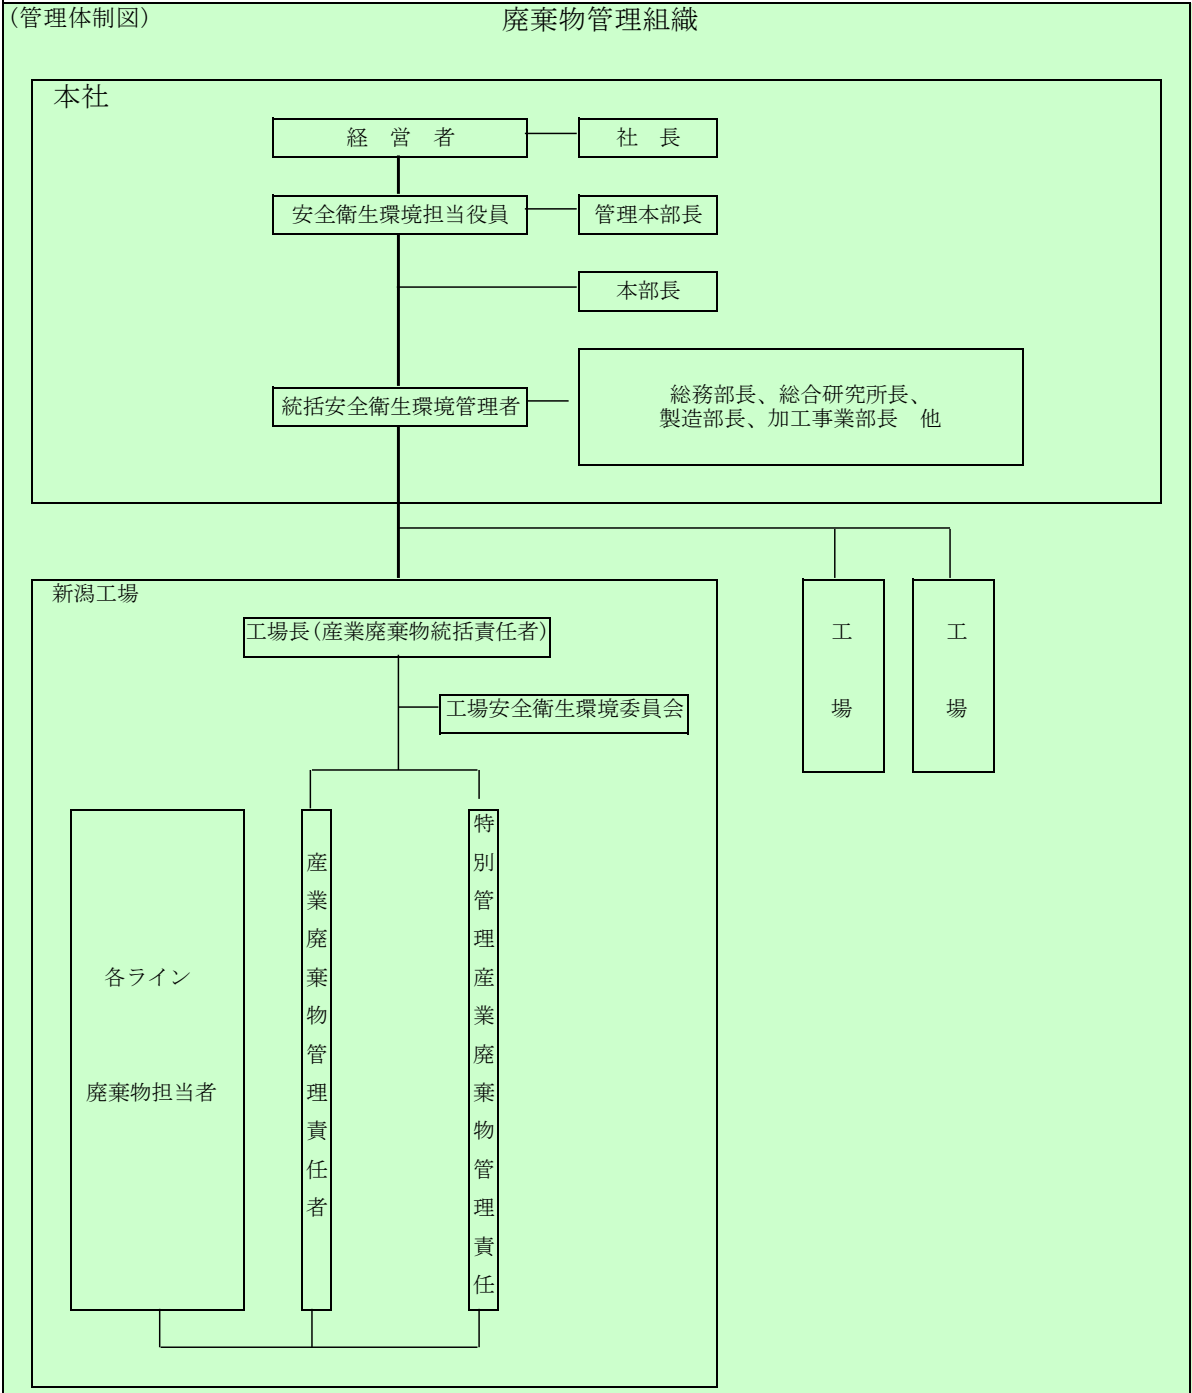 (管理体制図)
廃棄物管理組織
本社
経　営　者
社　長
安全衛生環境担当役員
管理本部長
本部長
統括安全衛生環境管理者
総務部長、総合研究所長、
製造部長、加工事業部長　他
新潟工場
工場長(産業廃棄物統括責任者)
工場安全衛生環境委員会
工場
工場
各ライン
廃棄物担当者
産業廃棄物管理責任者
特別管理産業廃棄物管理責任